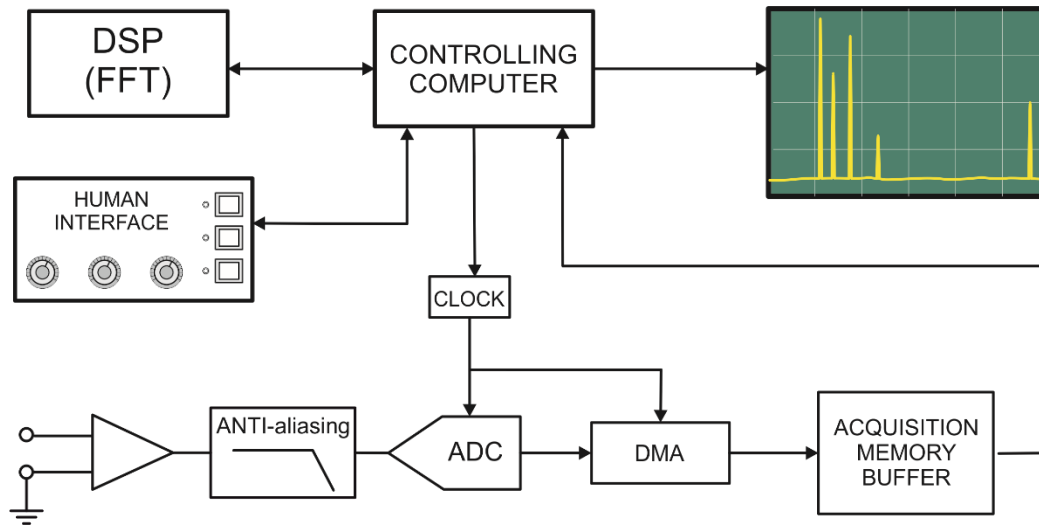 DSP
(FFT)
CONTROLLING
COMPUTER
HUMAN
INTERFACE
CLOCK
ANTI-aliasing
ADC
DMA
ACQUISITION
MEMORY
BUFFER